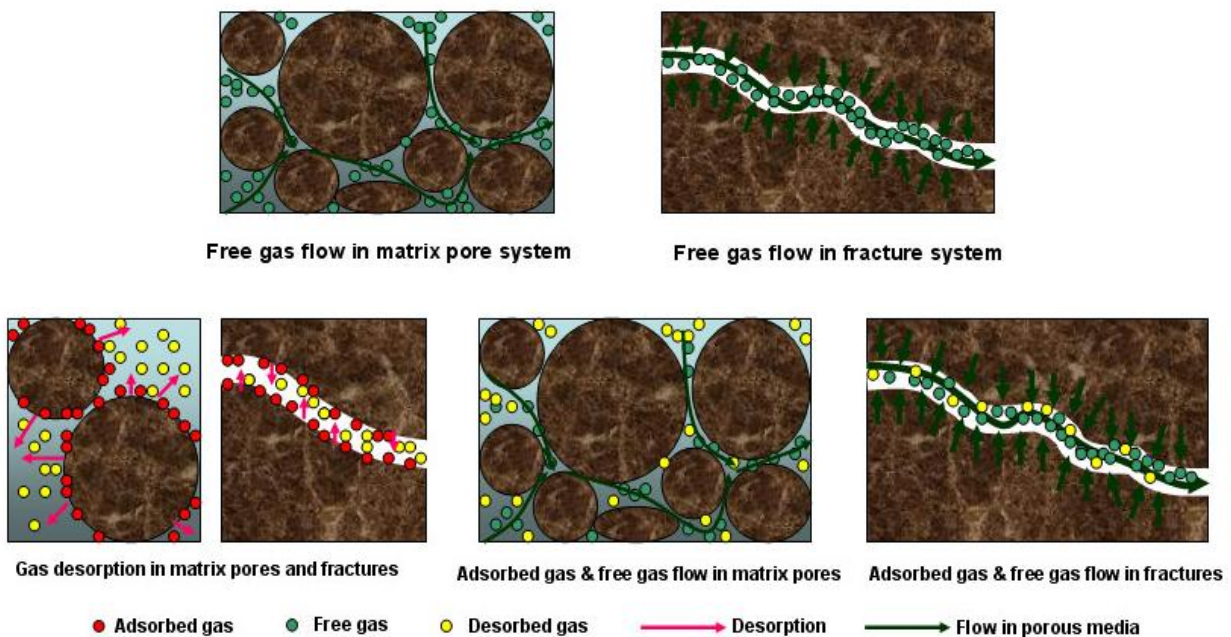 Free gas flow in matrix pore system
Free gas flow in fracture system
Gas desorption in matrix pores and fractures
Adsorbed gas & free gas flow in matrix pores
Adsorbed gas & free gas flow in fractures
Adsorbed gas
Free gas
Desorbed gas
Desorption
Flow in porous media